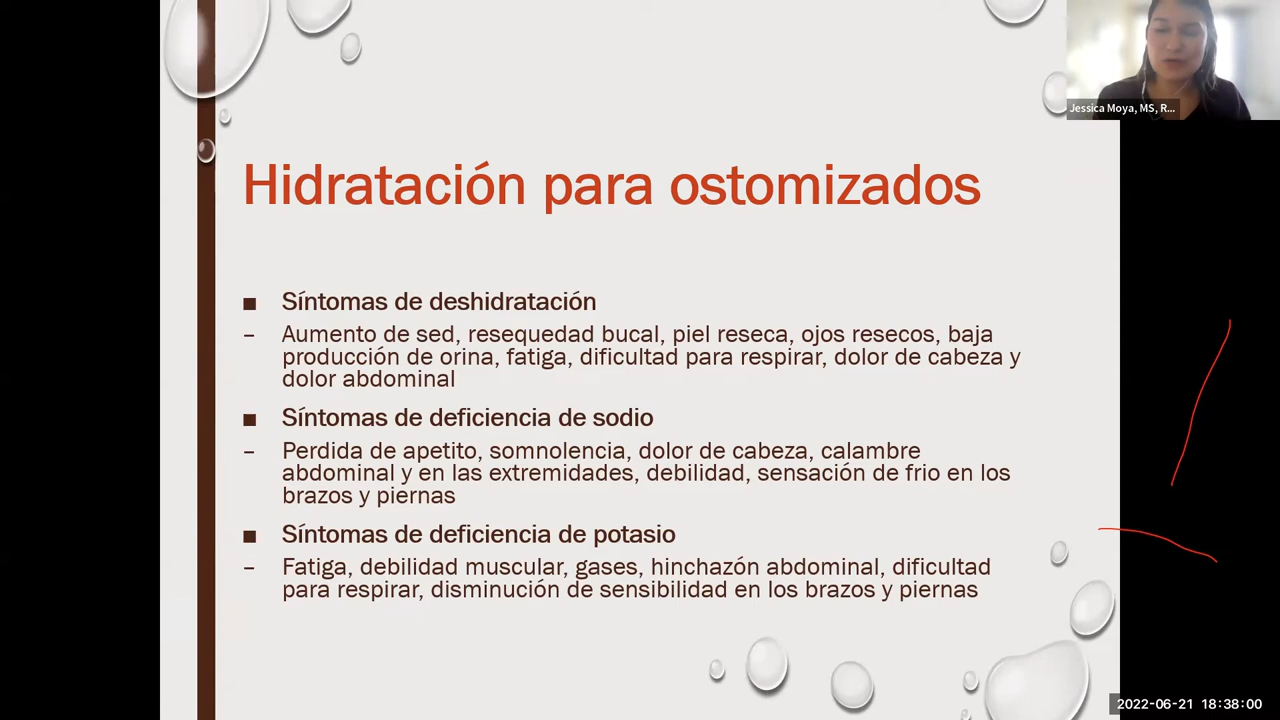 Jessica Moya, MS, R...
Hidratación para ostomizados
■ Síntomas de deshidratación
– Aumento de sed, resequedad bucal, piel reseca, ojos resecos, baja
producción de orina, fatiga, dificultad para respirar, dolor de cabeza y
dolor abdominal
■ Síntomas de deficiencia de sodio
– Perdida de apetito, somnolencia, dolor de cabeza, calambre
abdominal y en las extremidades, debilidad, sensación de frio en los
brazos y piernas
■ Síntomas de deficiencia de potasio
– Fatiga, debilidad muscular, gases, hinchazón abdominal, dificultad
para respirar, disminución de sensibilidad en los brazos y piernas
2022-06-21 18:38:00